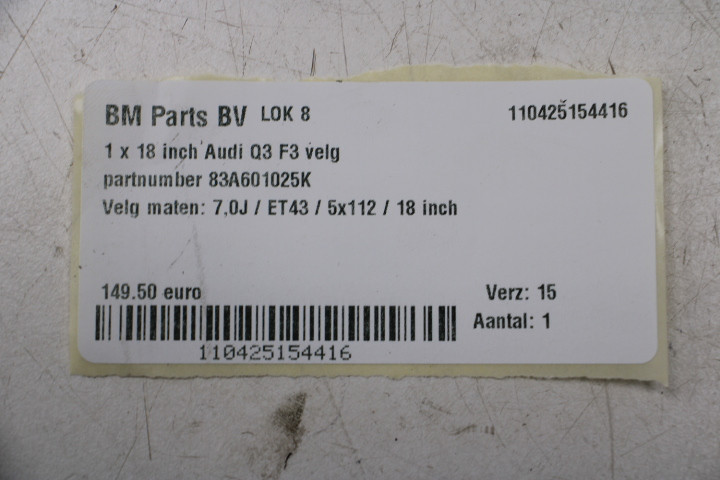 BM Parts BV LOK 8 110425154416
1 x 18 inch Audi Q3 F3 velg
partnumber 83A601025K
Velg maten: 7,0J / ET43 / 5x112 / 18 inch
149.50 euro Verz: 15
Aantal: 1
110425154416